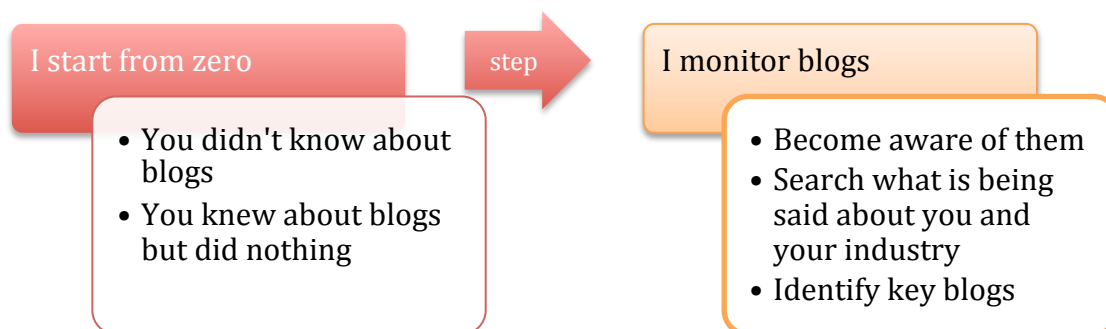 I start from zero
step
I monitor blogs
• You didn't know about
blogs
• You knew about blogs
but did nothing
• Become aware of them
• Search what is being
said about you and
your industry
• Identify key blogs